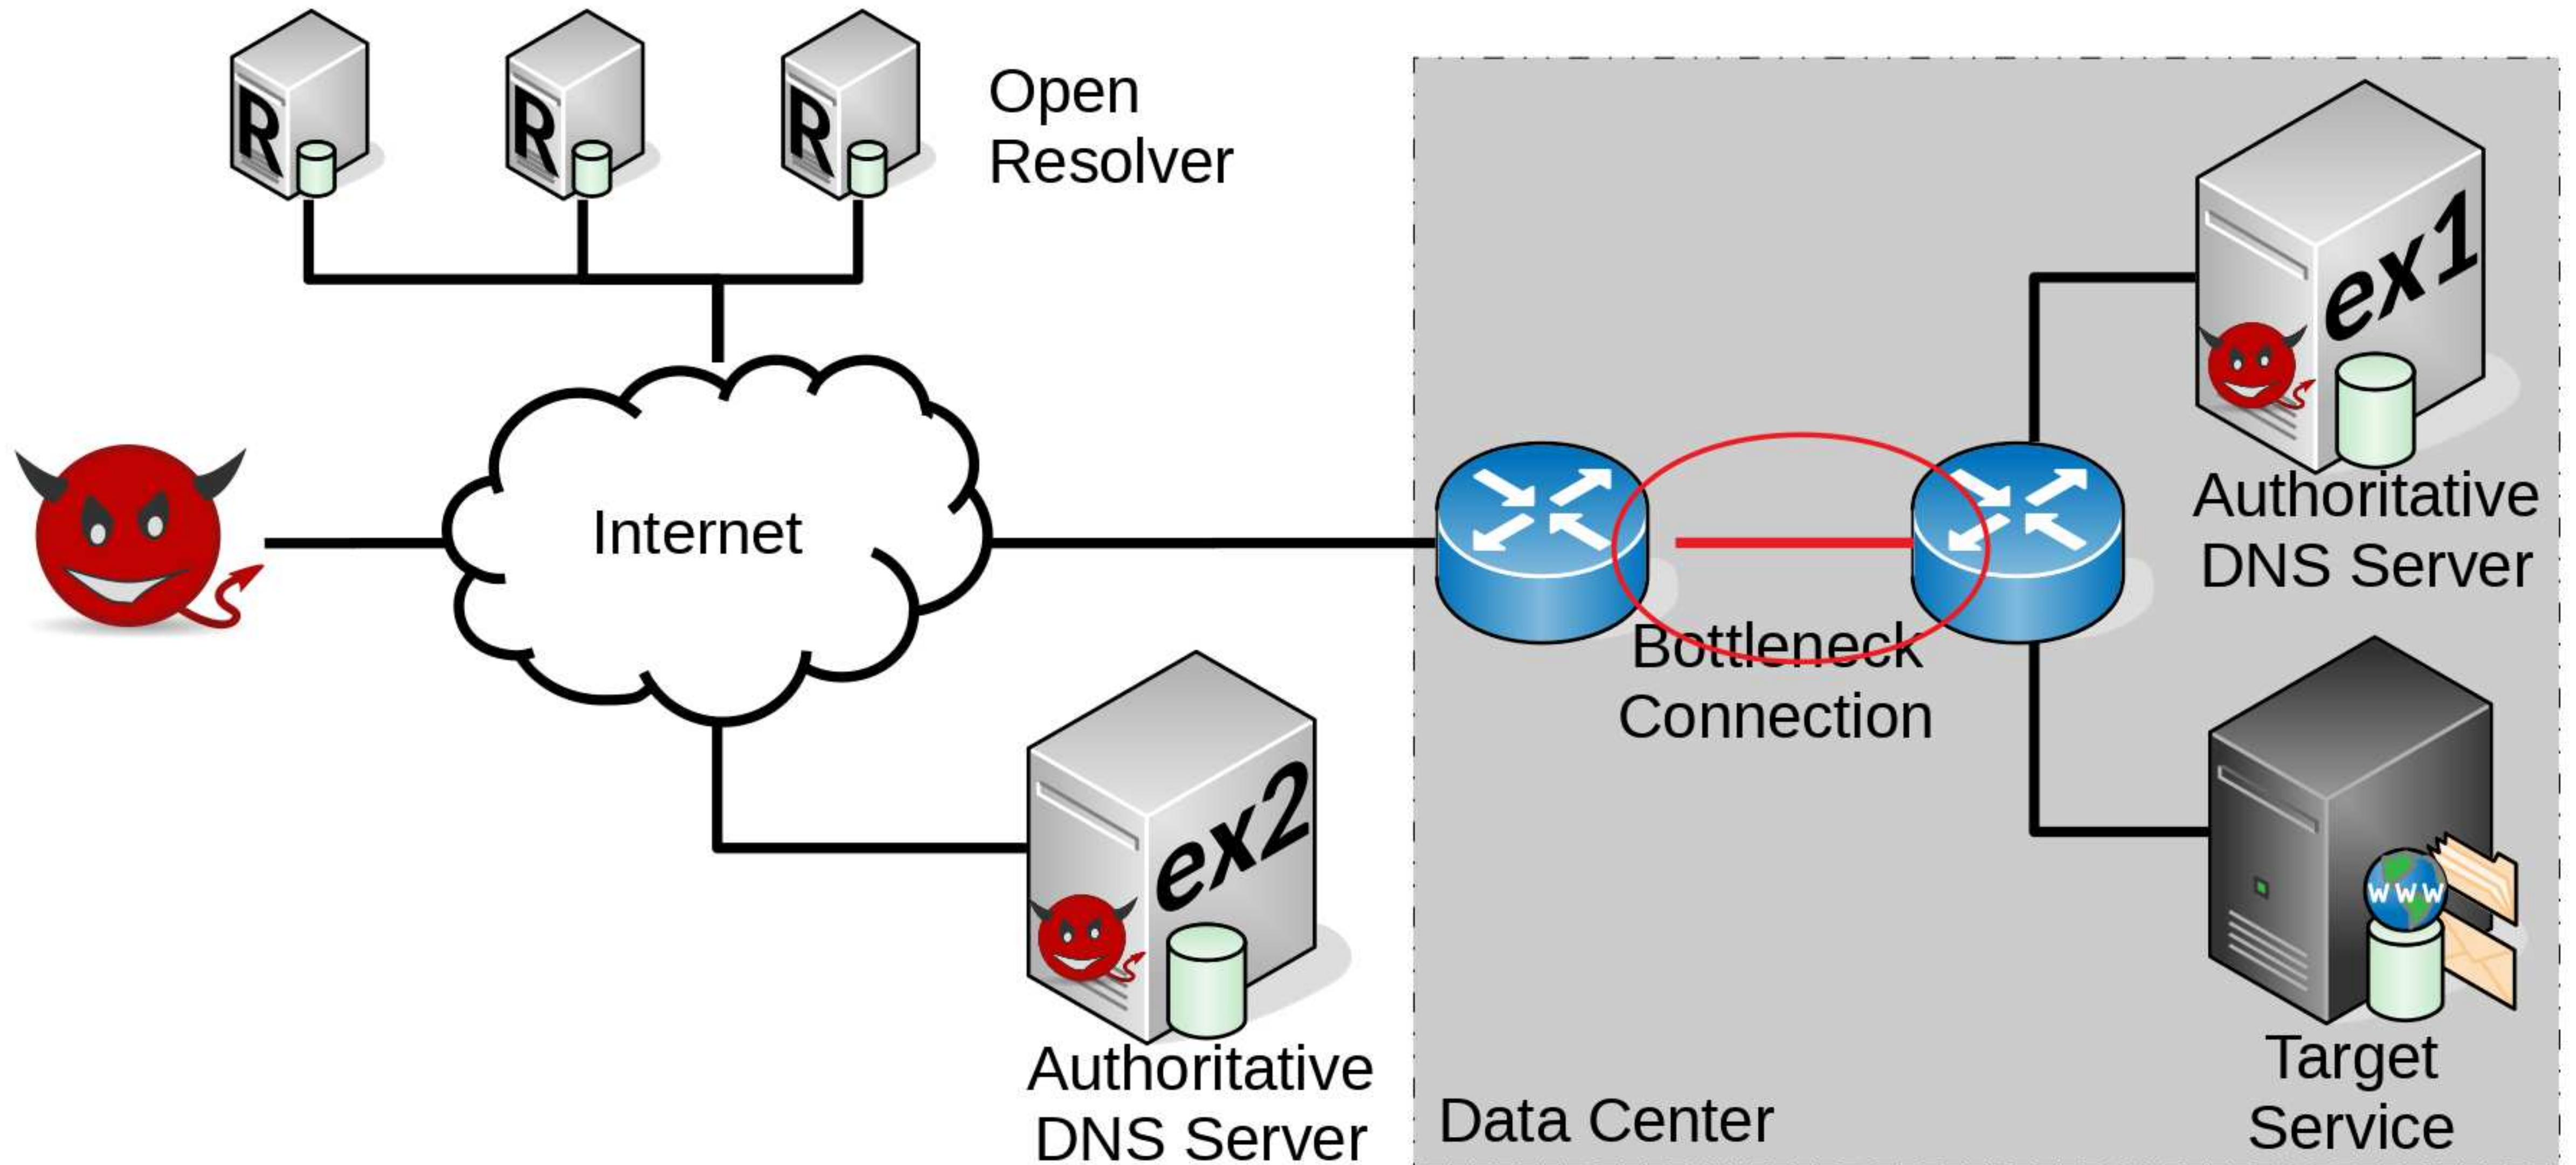 R
R
R
Open
Resolver
Internet
ex1
Authoritative
DNS Server
Bottleneck
Connection
ex2
Authoritative
DNS Server
www
Target
Service
Data Center